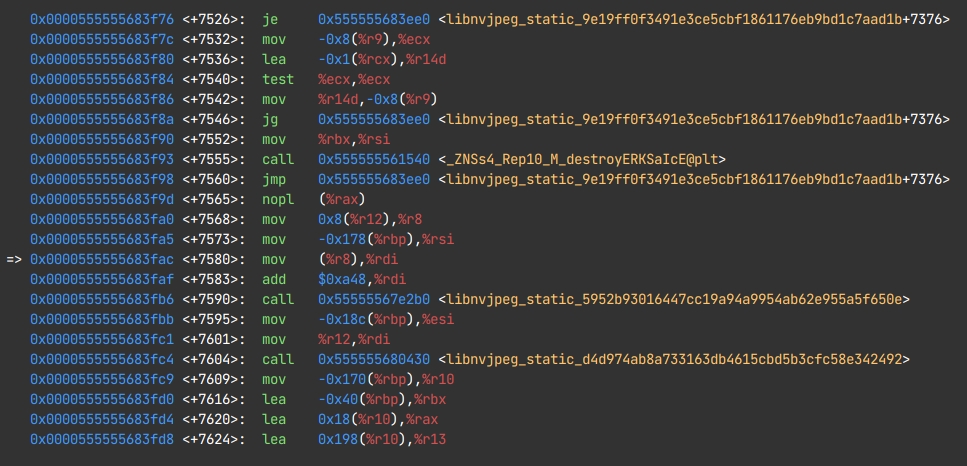 0x0000555555683f76 <+7526>: je 0x555555683ee0 <libnvjpeg_static_9e19ff0f3491e3ce5cbf1861176eb9bd1c7aad1b+7376>
0x0000555555683f7c <+7532>: mov -0x8(%r9),%ecx
0x0000555555683f80 <+7536>: lea -0x1(%rcx),%r14d
0x0000555555683f84 <+7540>: test %ecx,%ecx
0x0000555555683f86 <+7542>: mov %r14d,-0x8(%r9)
0x0000555555683f8a <+7546>: jg 0x555555683ee0 <libnvjpeg_static_9e19ff0f3491e3ce5cbf1861176eb9bd1c7aad1b+7376>
0x0000555555683f90 <+7552>: mov %rbx,%rsi
0x0000555555683f93 <+7555>: call 0x555555561540 <_ZNSs4_Rep10_M_destroyERKSaIcE@plt>
0x0000555555683f98 <+7560>: jmp 0x555555683ee0 <libnvjpeg_static_9e19ff0f3491e3ce5cbf1861176eb9bd1c7aad1b+7376>
0x0000555555683f9d <+7565>: nopl (%rax)
0x0000555555683fa0 <+7568>: mov 0x8(%r12),%r8
0x0000555555683fa5 <+7573>: mov -0x178(%rbp),%rsi
=> 0x0000555555683fac <+7580>: mov (%r8),%rdi
0x0000555555683faf <+7583>: add $0xa48,%rdi
0x0000555555683fb6 <+7590>: call 0x55555567e2b0 <libnvjpeg_static_5952b93016447cc19a94a9954ab62e955a5f650e>
0x0000555555683fbb <+7595>: mov -0x18c(%rbp),%esi
0x0000555555683fc1 <+7601>: mov %r12,%rdi
0x0000555555683fc4 <+7604>: call 0x555555680430 <libnvjpeg_static_d4d974ab8a733163db4615cbd5b3cfc58e342492>
0x0000555555683fc9 <+7609>: mov -0x170(%rbp),%r10
0x0000555555683fd0 <+7616>: lea -0x40(%rbp),%rbx
0x0000555555683fd4 <+7620>: lea 0x18(%r10),%rax
0x0000555555683fd8 <+7624>: lea 0x198(%r10),%r13